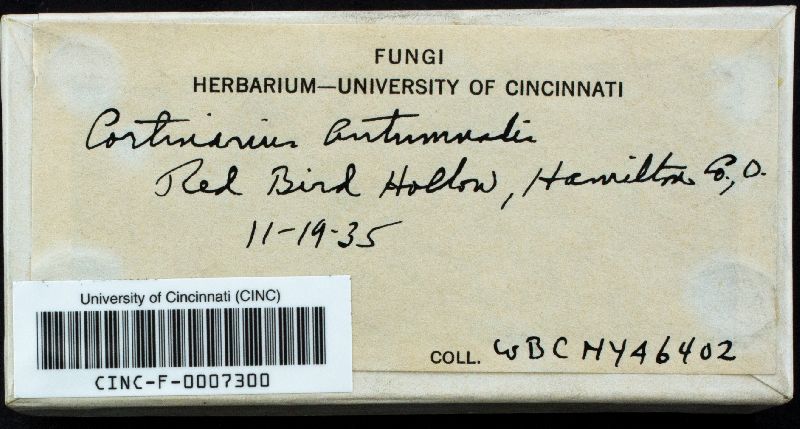 FUNGI
HERBARIUM—UNIVERSITY OF CINCINNATI
Cortinarius autumnalis
Red Bird Hollow, Hamilton Co., O.
11-19-35
University of Cincinnati (CINC)
CINC-F-0007300
COLL. WBC NY46402